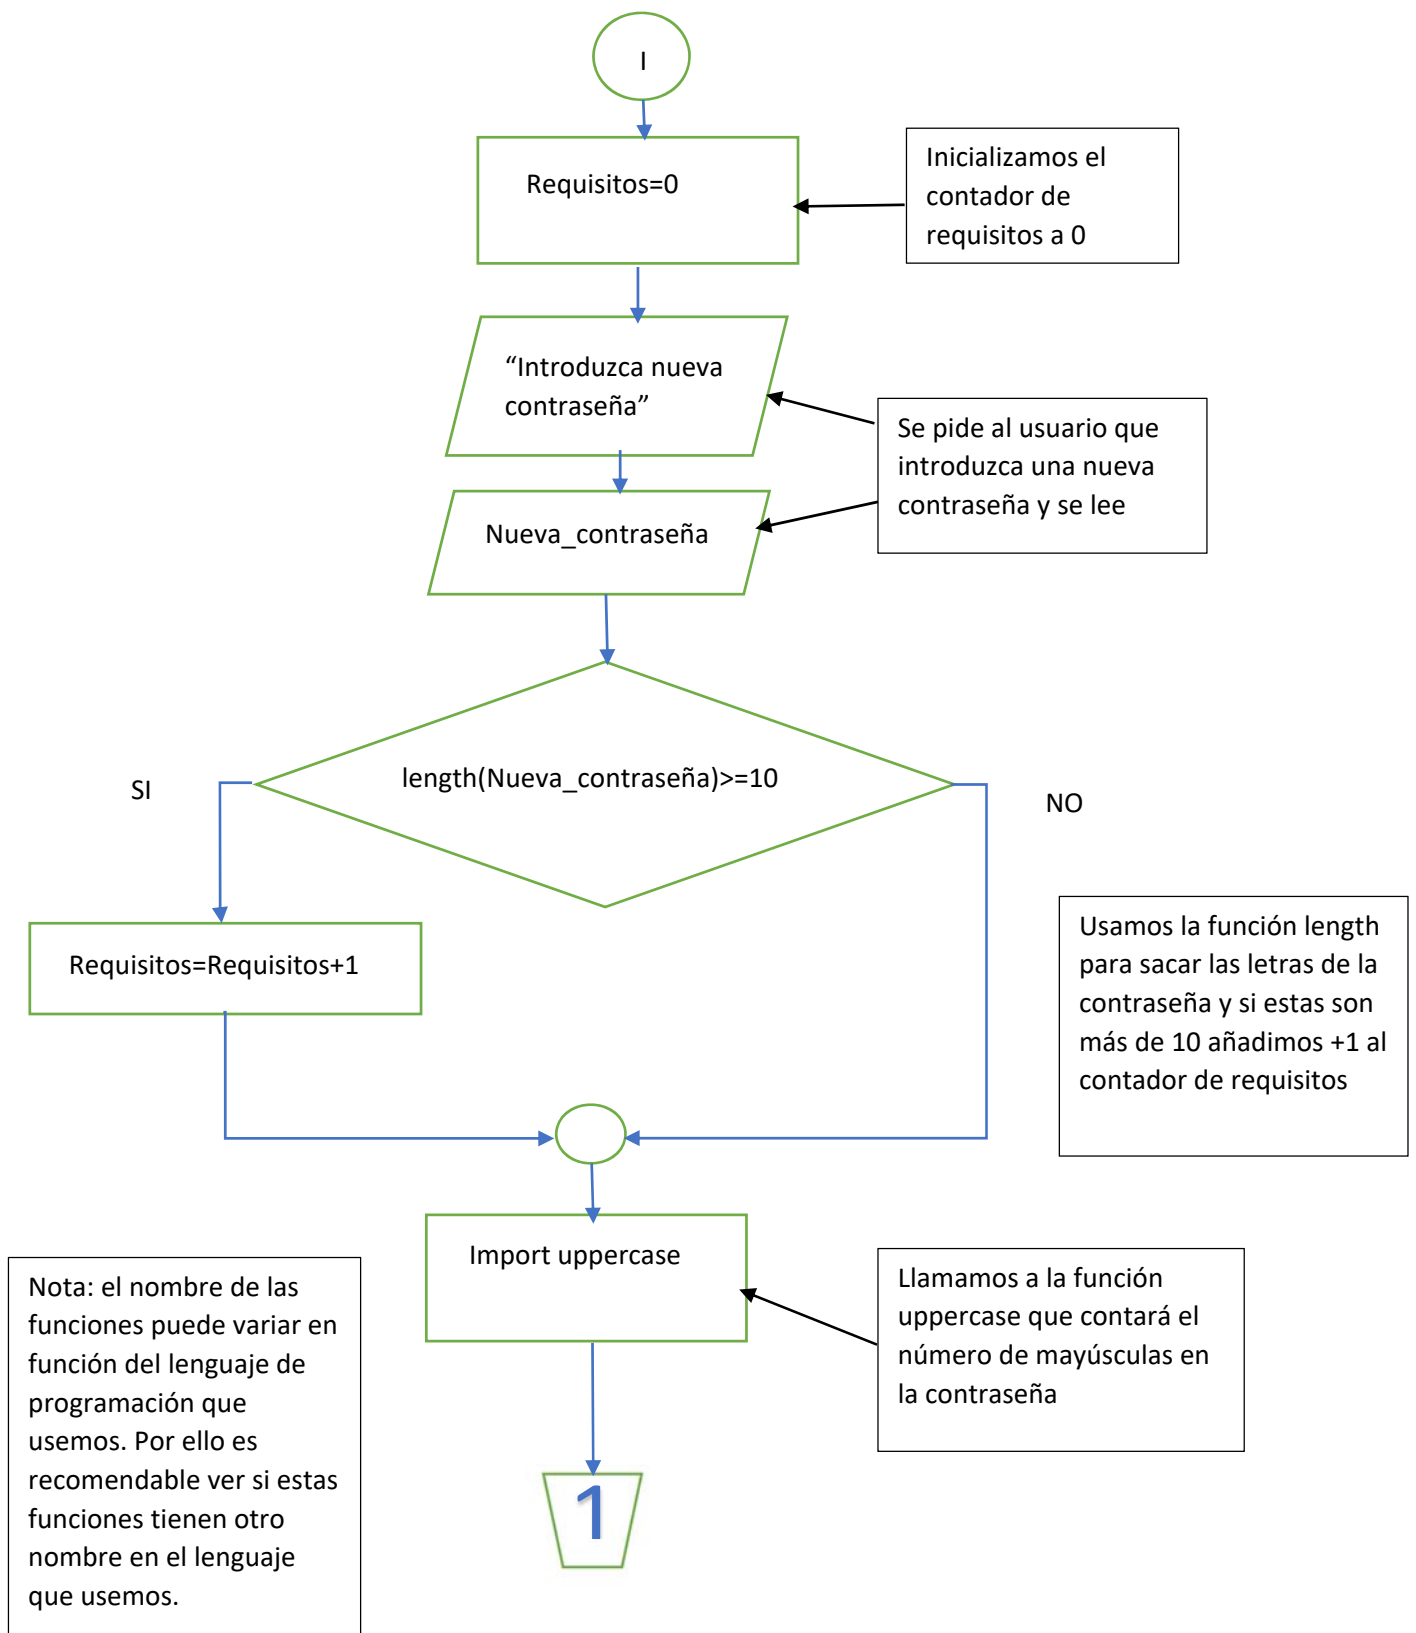 I
Requisitos=0
Inicializamos el
contador de
requisitos a 0
“Introduzca nueva
contraseña”
Se pide al usuario que
introduzca una nueva
contraseña y se lee
Nueva_contraseña
length(Nueva_contraseña)>=10
SI
NO
Requisitos=Requisitos+1
Usamos la función length
para sacar las letras de la
contraseña y si estas son
más de 10 añadimos +1 al
contador de requisitos
Import uppercase
Llamamos a la función
uppercase que contará el
número de mayúsculas en
la contraseña
Nota: el nombre de las
funciones puede variar en
función del lenguaje de
programación que
usemos. Por ello es
recomendable ver si estas
funciones tienen otro
nombre en el lenguaje
que usemos.
1